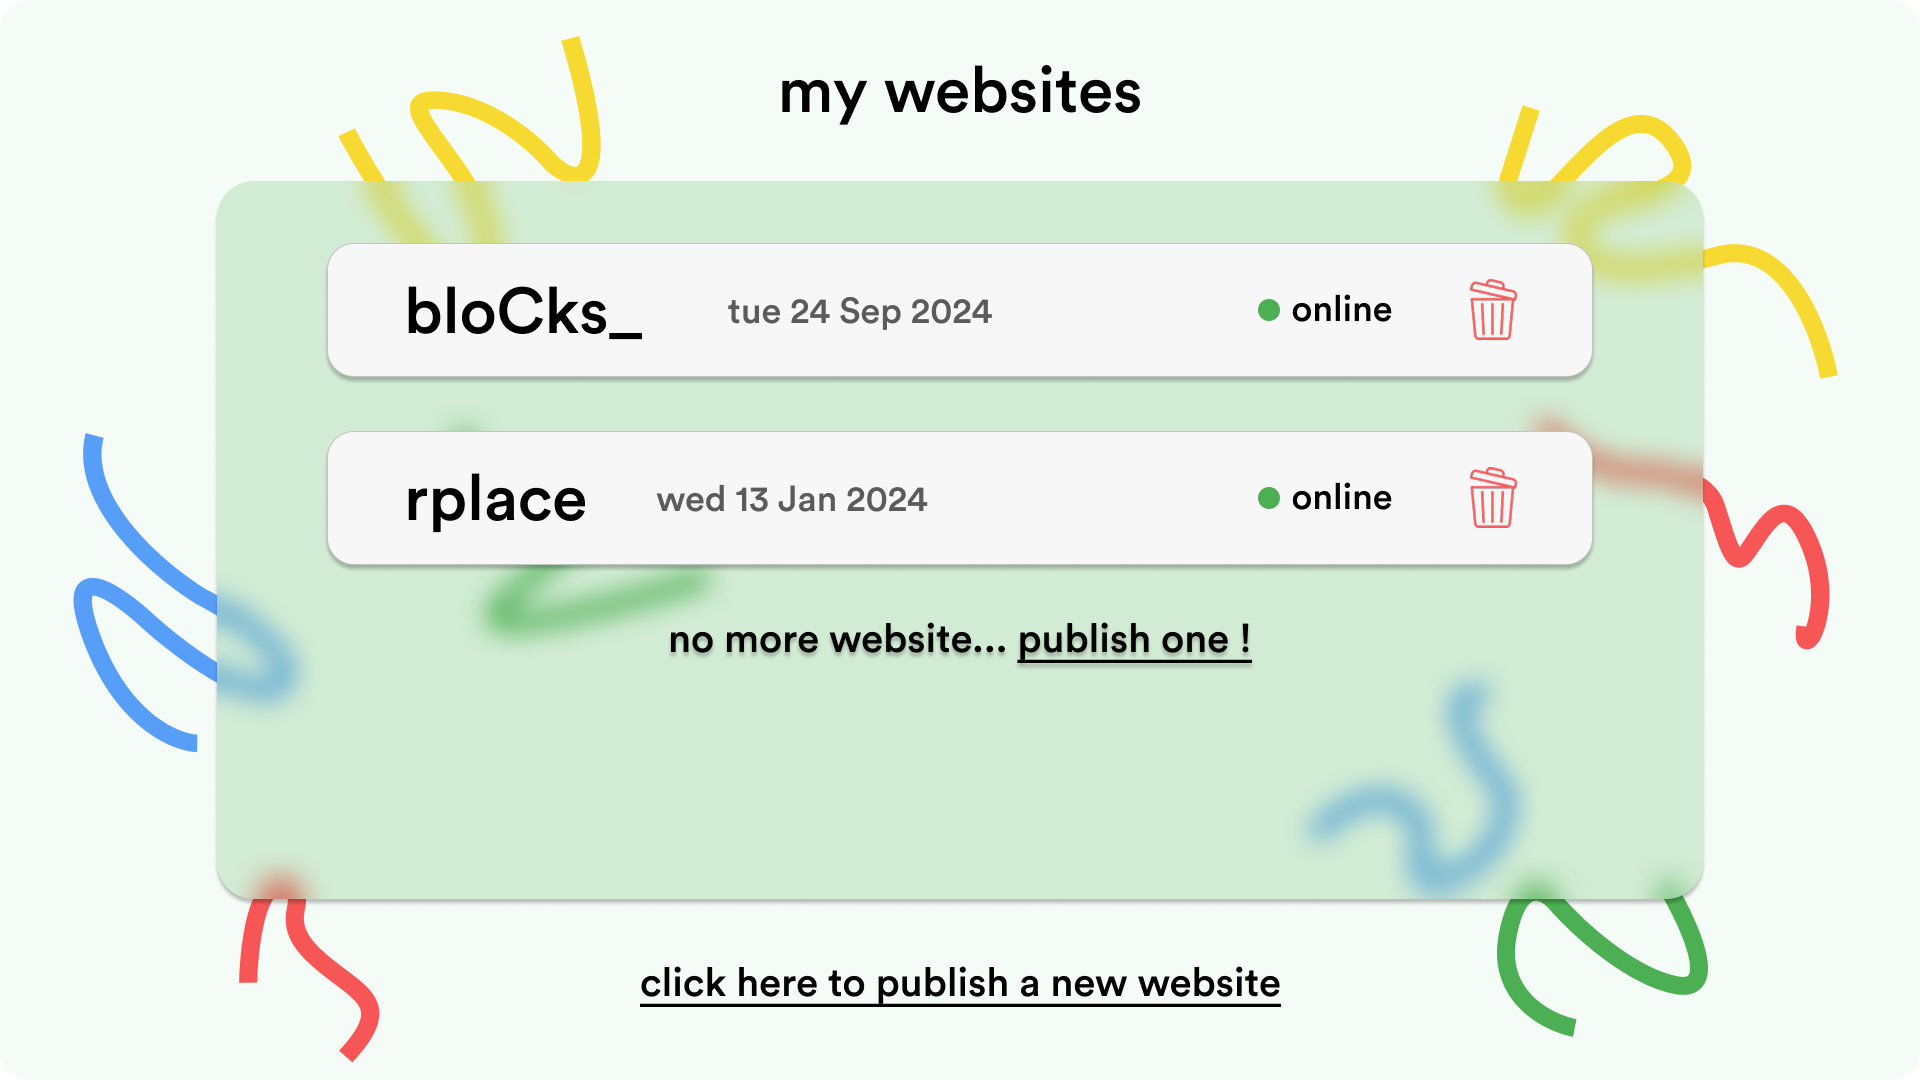 my websites
bloCks_ tue 24 Sep 2024 online
rplace wed 13 Jan 2024 online
no more website... publish one !
click here to publish a new website